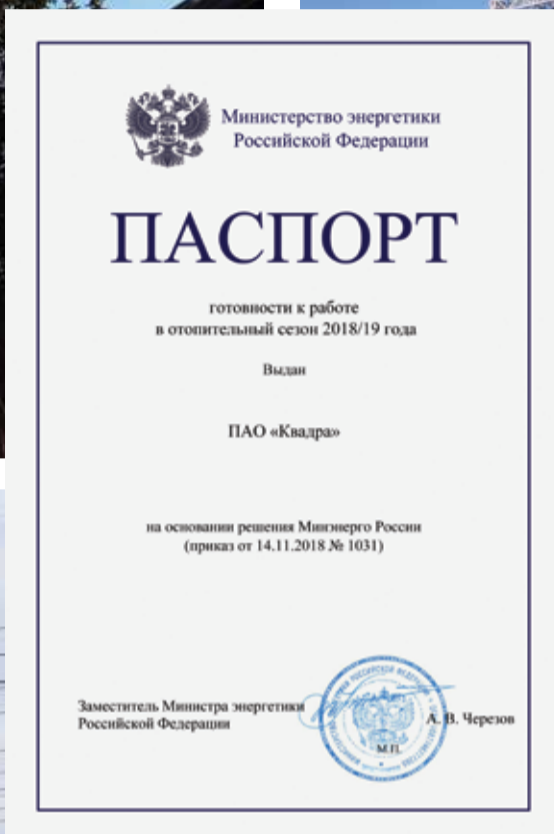 Министерство энергетики
Российской Федерации
ПАСПОРТ
готовности к работе
в отопительный сезон 2018/19 года
Выдан
ПАО «Квадра»
на основании решения Минэнерго России
(приказ от 14.11.2018 № 1031)
Заместитель Министра энергетики
Российской Федерации
А. В. Черезов
М.П.